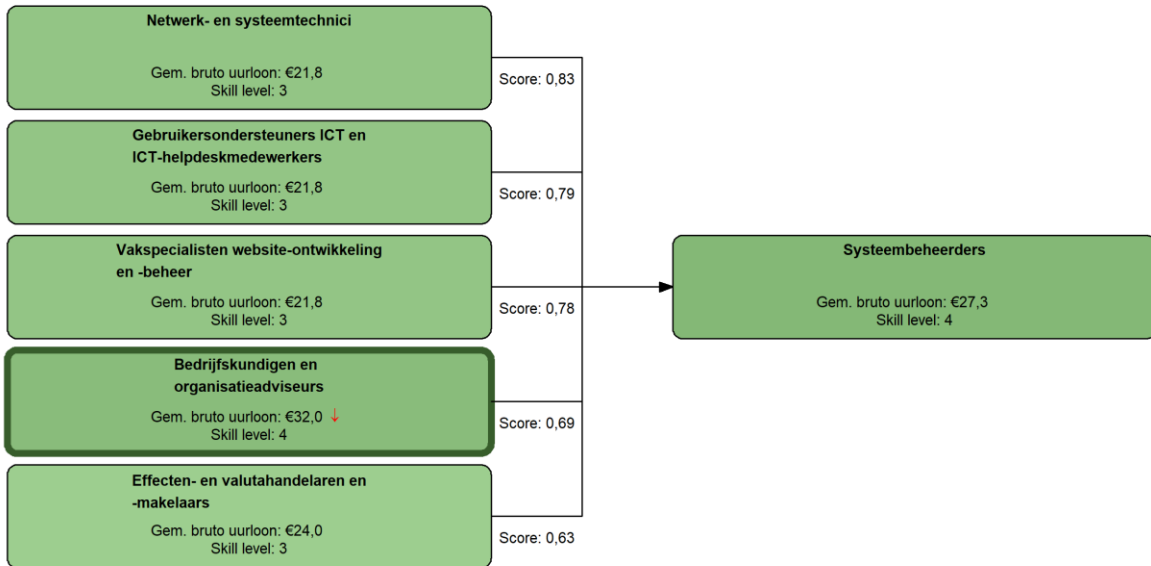 Netwerk- en systeemtechnici
Gem. bruto uurloon: €21,8
Skill level: 3
Score: 0,83
Gebruikersondersteuners ICT en
ICT-helpdeskmedewerkers
Gem. bruto uurloon: €21,8
Skill level: 3
Score: 0,79
Vakspecialisten website-ontwikkeling
en -beheer
Gem. bruto uurloon: €21,8
Skill level: 3
Score: 0,78
Bedrijfskundigen en
organisatieadviseurs
Gem. bruto uurloon: €32,0 ↓
Skill level: 4
Score: 0,69
Effecten- en valutahandelaren en
-makelaars
Gem. bruto uurloon: €24,0
Skill level: 3
Score: 0,63
Systeembeheerders
Gem. bruto uurloon: €27,3
Skill level: 4